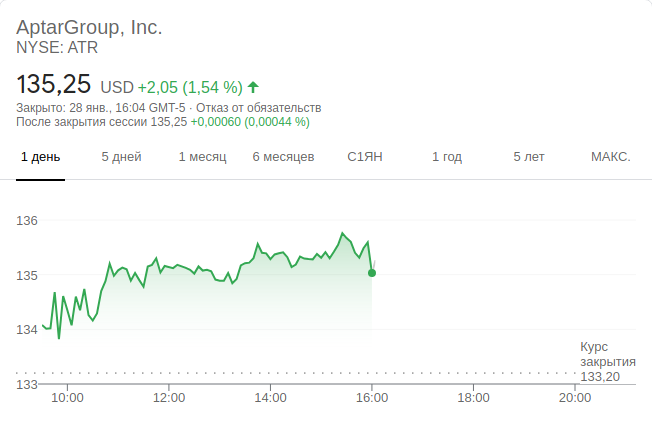 AptarGroup, Inc.
NYSE: ATR
135,25 USD +2,05 (1,54 %)
Закрыто: 28 янв., 16:04 GMT-5 · Отказ от обязательств
После закрытия сессии 135,25 +0,00060 (0,00044 %)
1 день 5 дней 1 месяц 6 месяцев С1ЯН 1 год 5 лет МАКС.
136
135
134
Курс
закрытия
133,20
133
10:00 12:00 14:00 16:00 18:00 20:00